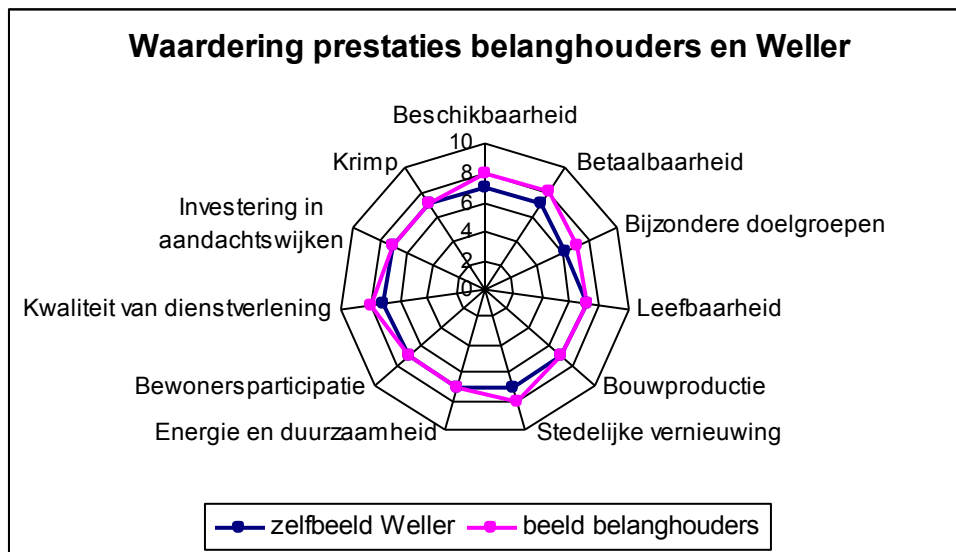 Waardering prestaties belanghouders en Weller
Beschikbaarheid
Betaalbaarheid
Bijzondere doelgroepen
Leefbaarheid
Bouwproductie
Stedelijke vernieuwing
Energie en duurzaamheid
Bewonersparticipatie
Kwaliteit van dienstverlening
Investering in
aandachtswijken
Krimp
10
8
6
4
2
0
zelfbeeld Weller
beeld belanghouders